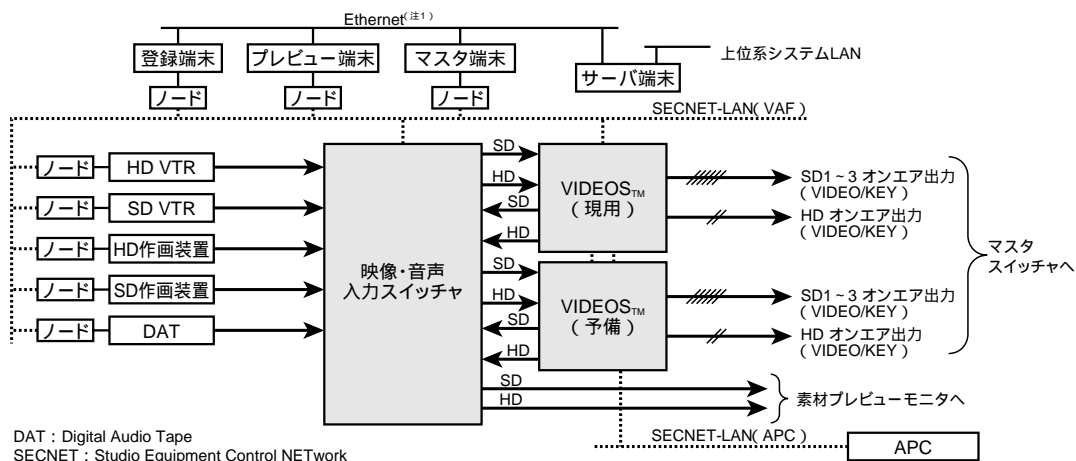 Ethernet(注1)
登録端末
プレビュー端末
マスタ端末
サーバ端末
上位系システムLAN
ノード
ノード
ノード
SECNET-LAN(VAF)
ノード
HD VTR
ノード
SD VTR
ノード
HD作画装置
ノード
SD作画装置
ノード
DAT
映像・音声
入力スイッチャ
SD
HD
SD
HD
VIDEOSTM
(現用)
SD
HD
SD
HD
VIDEOSTM
(予備)
SD
HD
SD1~3 オンエア出力
(VIDEO/KEY)
HD オンエア出力
(VIDEO/KEY)
SD1~3 オンエア出力
(VIDEO/KEY)
HD オンエア出力
(VIDEO/KEY)
マスタ
スイッチャへ
素材プレビューモニタへ
SECNET-LAN(APC)
APC
DAT:Digital Audio Tape
SECNET:Studio Equipment Control NETwork